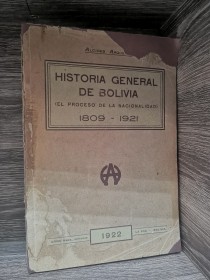 HISTORIA GENERAL
DE BOLIVIA
(EL PROCESO DE LA NACIONALIDAD)
1809 - 1921
1922